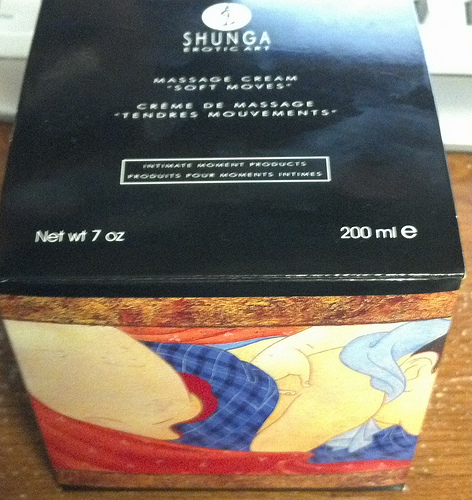 SHUNGA
EROTIC ART
MASSAGE CREAM
"SOFT MOVES"
CRÈME DE MASSAGE
"TENDRES MOUVEMENTS"
INTIMATE MOMENT PRODUCTS
PRODUITS POUR MOMENTS INTIMES
Net wt 7 oz
200 ml e